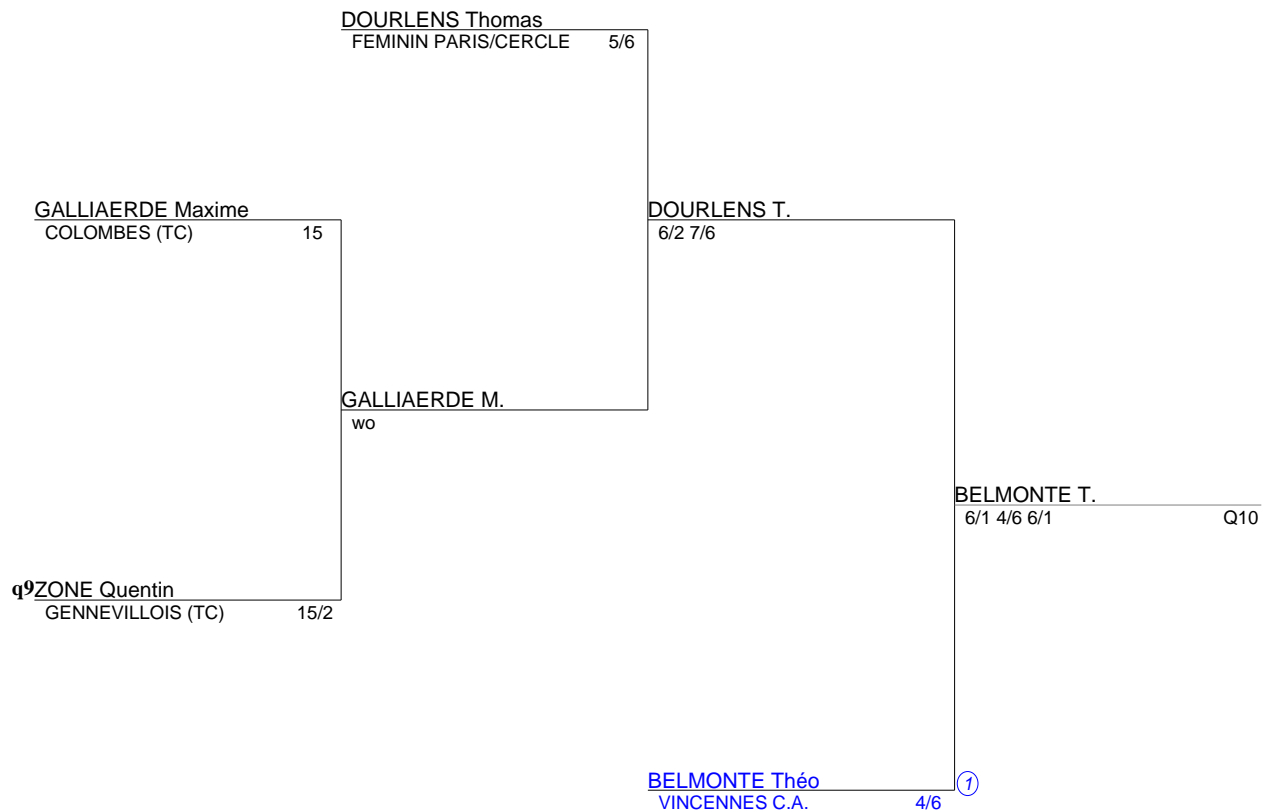 DOURLENS Thomas
FEMININ PARIS/CERCLE 5/6
GALLIAERDE Maxime
COLOMBES (TC) 15
DOURLENS T.
6/2 7/6
GALLIAERDE M.
wo
BELMONTE T.
6/1 4/6 6/1 Q10
q9ZONE Quentin
GENNEVILLOIS (TC) 15/2
BELMONTE Théo 1
VINCENNES C.A. 4/6